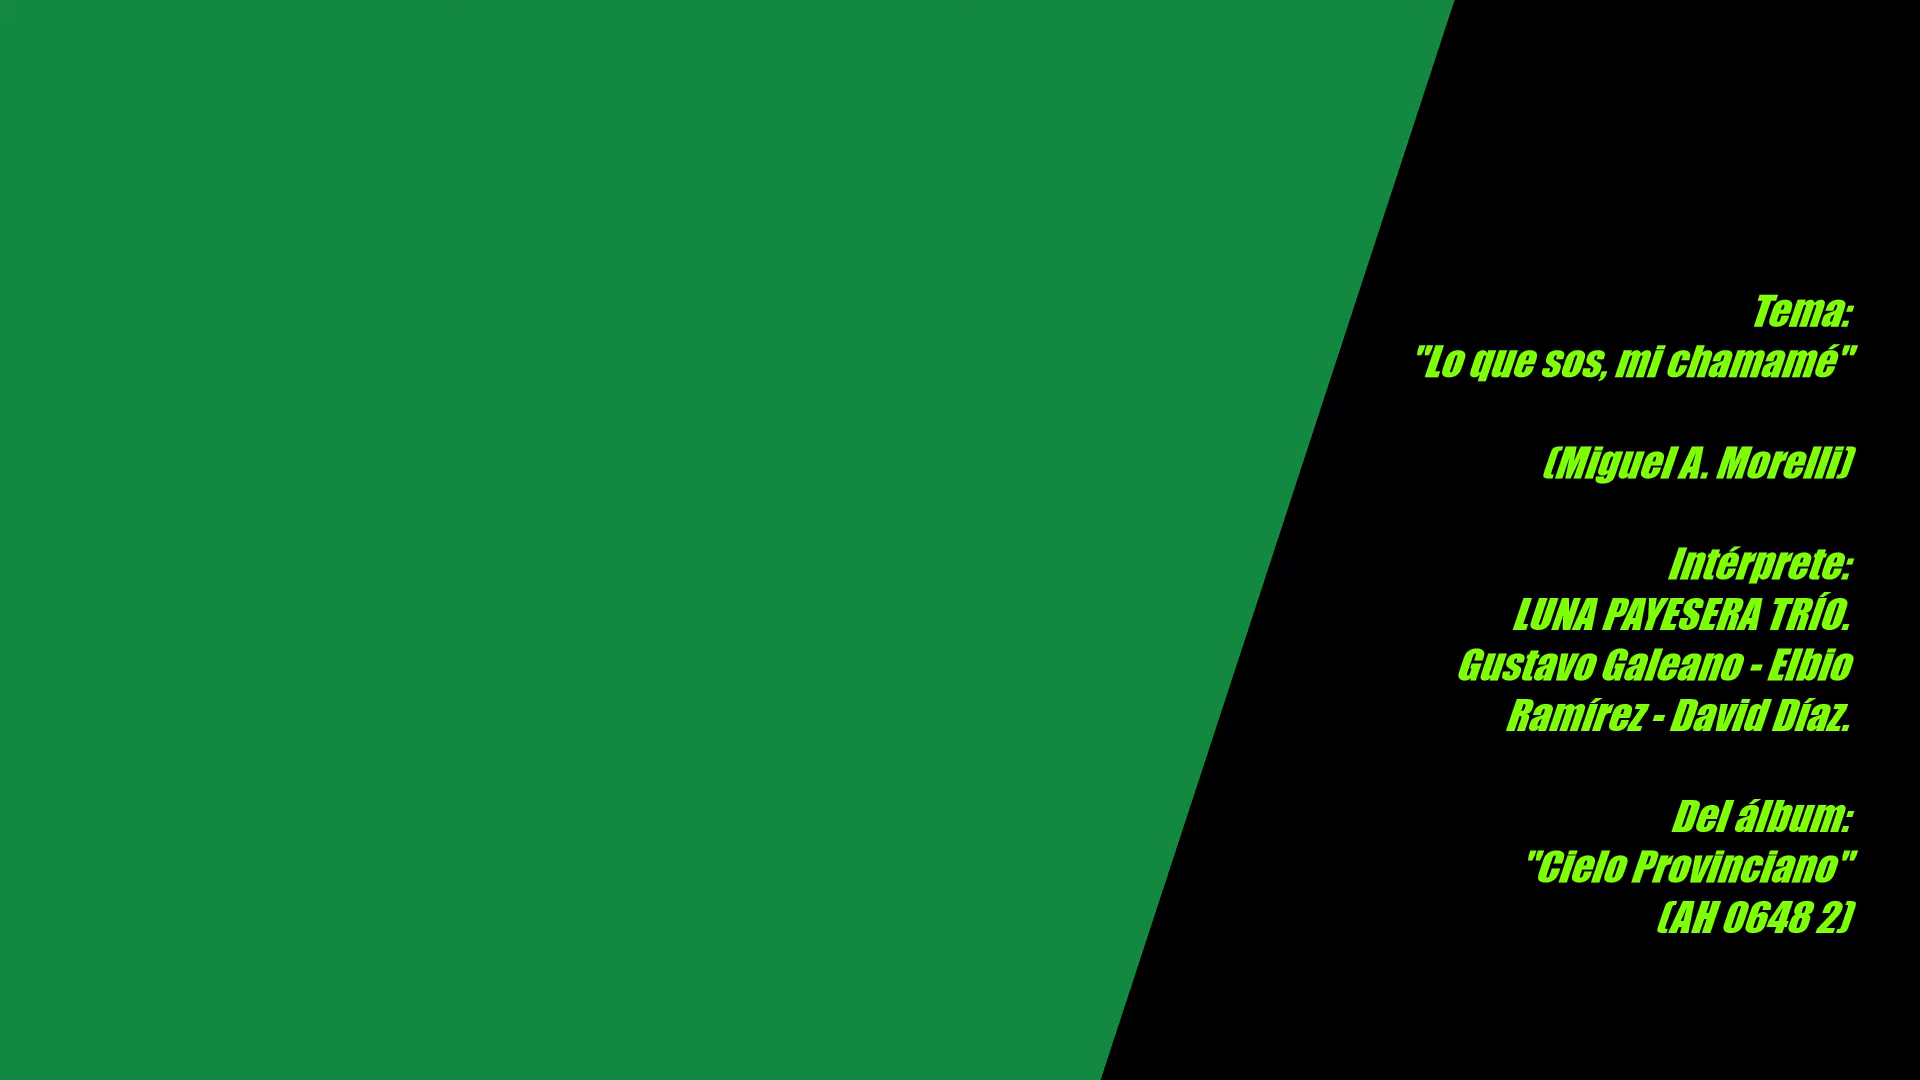 Tema:
"Lo que sos, mi chamamé"
(Miguel A. Morelli)
Intérprete:
LUNA PAYESERA TRÍO.
Gustavo Galeano - Elbio
Ramírez - David Díaz.
Del álbum:
"Cielo Provinciano"
(AH 0648 2)